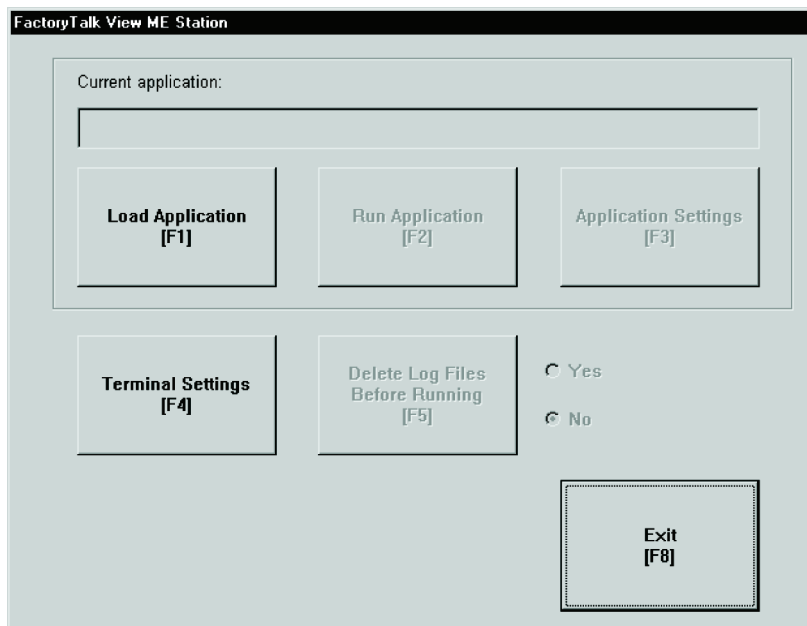 FactoryTalk View ME Station
Current application:
Load Application
[F1]
Run Application
[F2]
Application Settings
[F3]
Terminal Settings
[F4]
Delete Log Files
Before Running
[F5]
Yes
No
Exit
[F8]